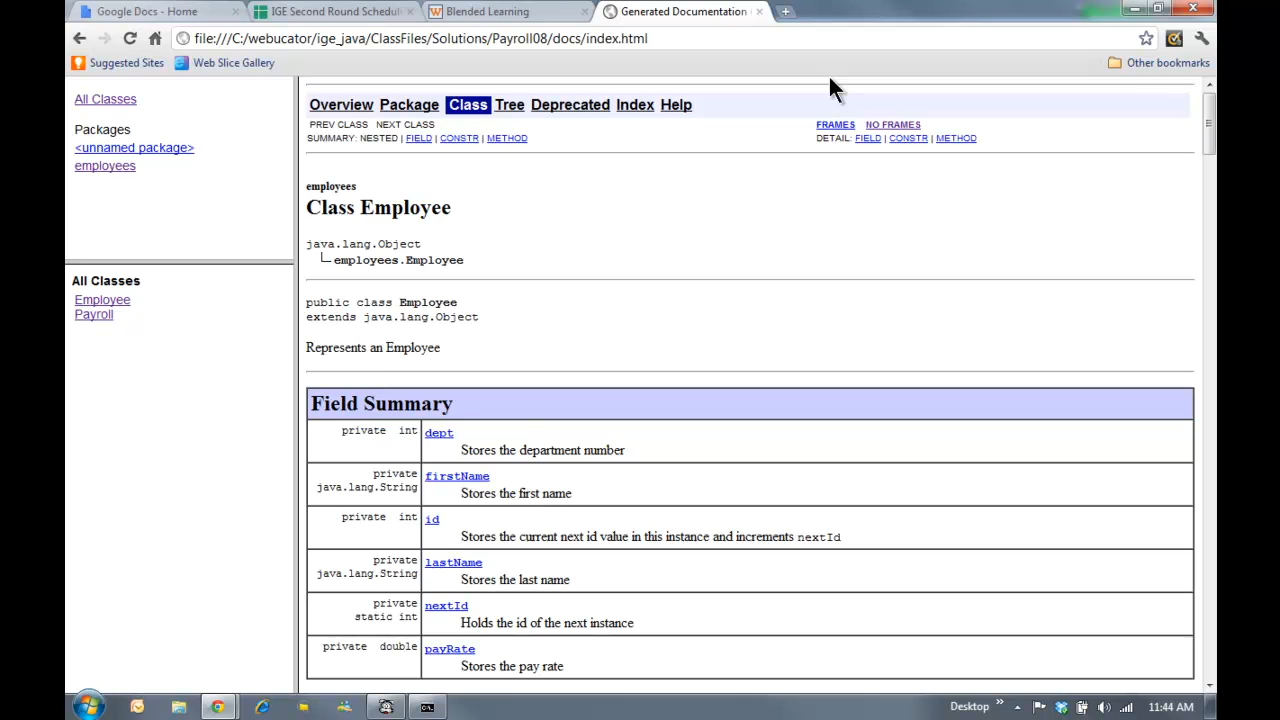 Google Docs - Home
IGE Second Round Schedul
Blended Learning
Generated Documentation
file:///C:/webucator/ige_java/ClassFiles/Solutions/Payroll08/docs/index.html
Suggested Sites
Web Slice Gallery
Other bookmarks
All Classes
Packages
<unnamed package>
employees
All Classes
Employee
Payroll
Overview Package Class Tree Deprecated Index Help
PREV CLASS NEXT CLASS
FRAMES NO FRAMES
SUMMARY: NESTED | FIELD | CONSTR | METHOD
DETAIL: FIELD | CONSTR | METHOD
employees
Class Employee
java.lang.Object
employees.Employee
public class Employee
extends java.lang.Object
Represents an Employee
Field Summary
private int
dept
Stores the department number
private
java.lang.String
firstName
Stores the first name
private int
id
Stores the current next id value in this instance and increments nextId
private
java.lang.String
lastName
Stores the last name
private
static int
nextId
Holds the id of the next instance
private double
payRate
Stores the pay rate
Desktop
11:44 AM